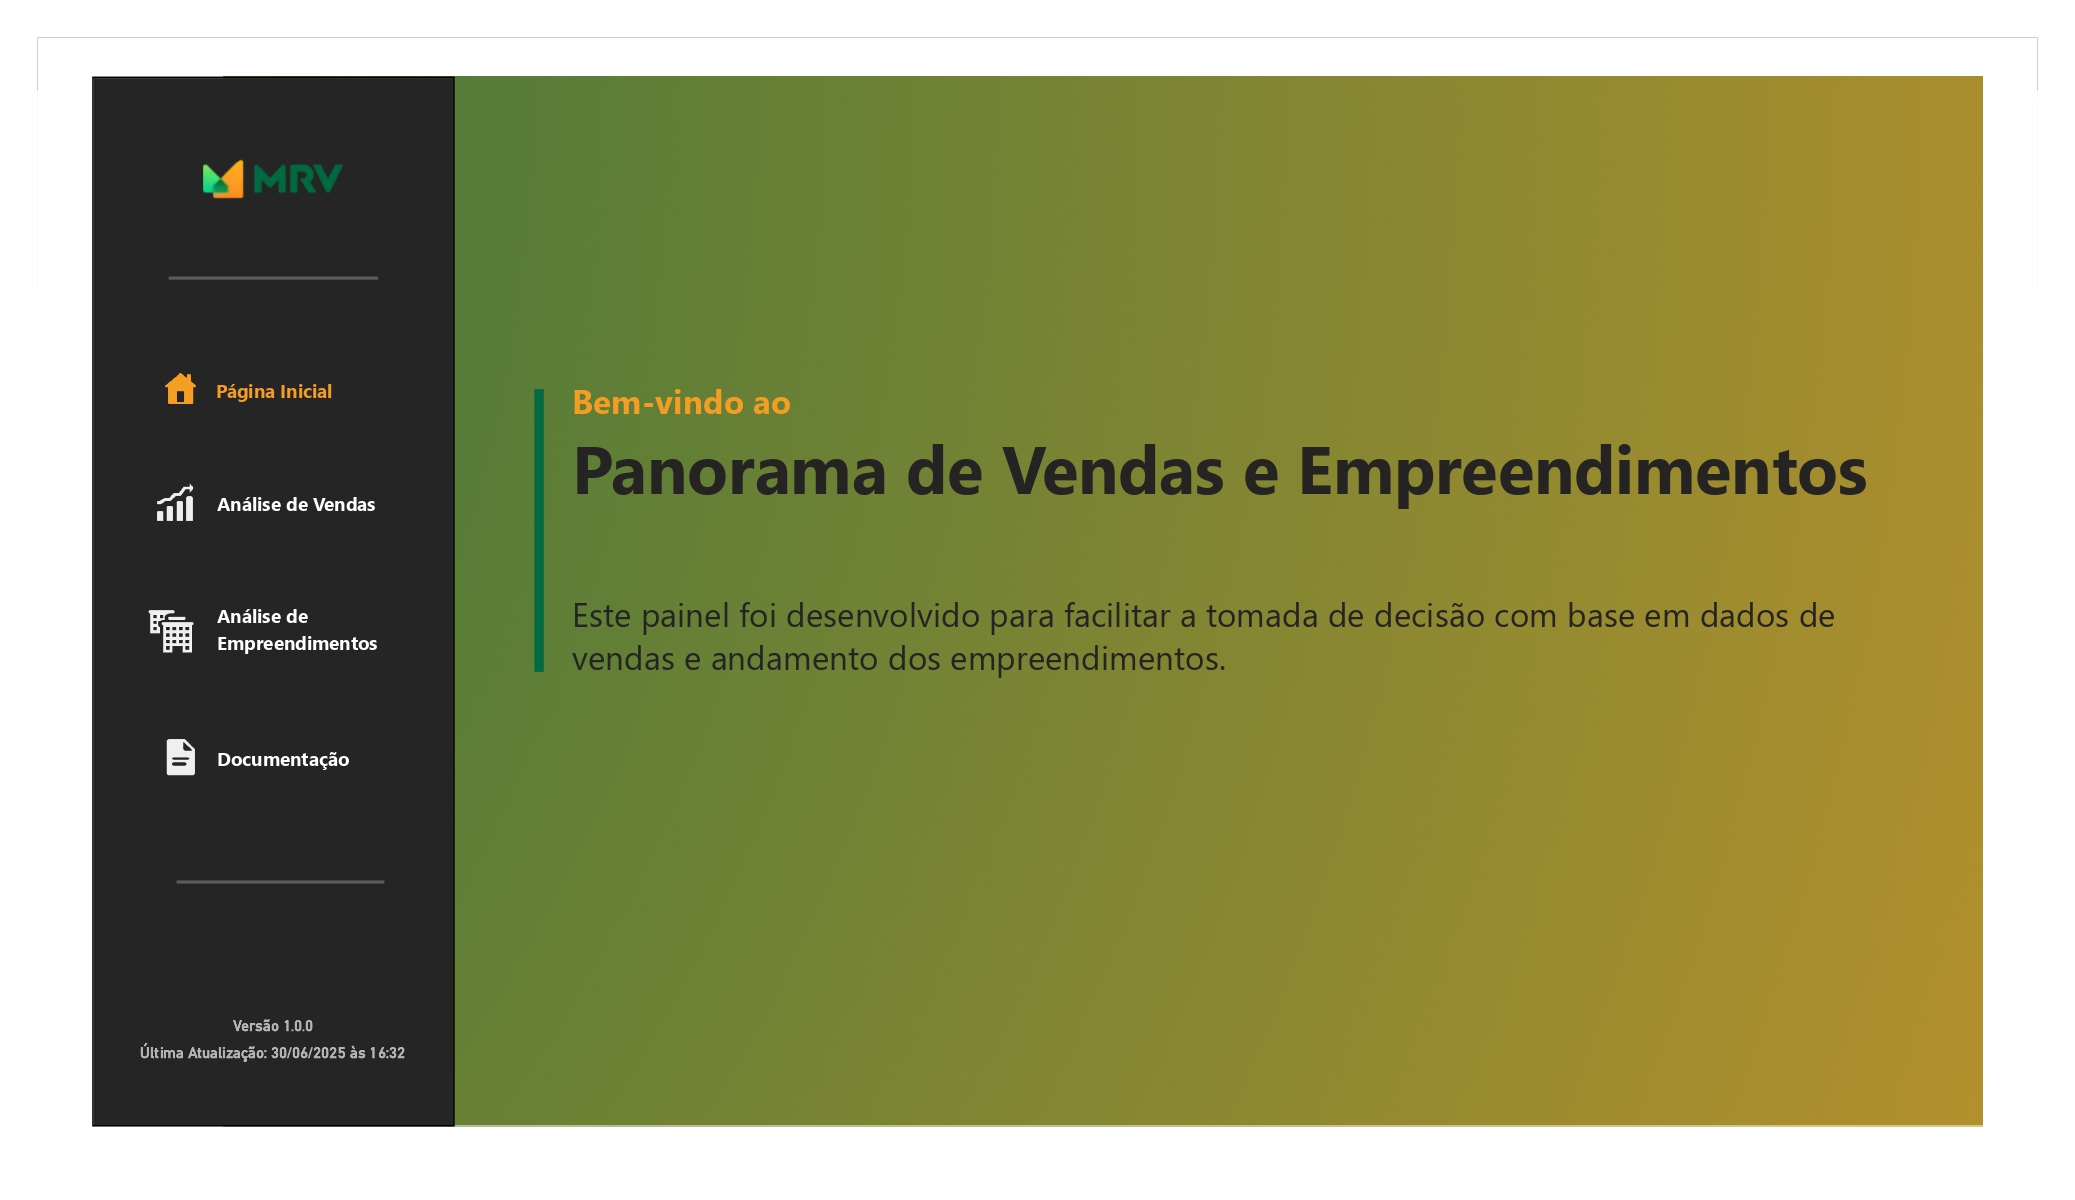 MRV
Página Inicial
Análise de Vendas
Análise de
Empreendimentos
Documentação
Versão 1.0.0
Última Atualização: 30/06/2025 às 16:32
Bem-vindo ao
Panorama de Vendas e Empreendimentos
Este painel foi desenvolvido para facilitar a tomada de decisão com base em dados de
vendas e andamento dos empreendimentos.